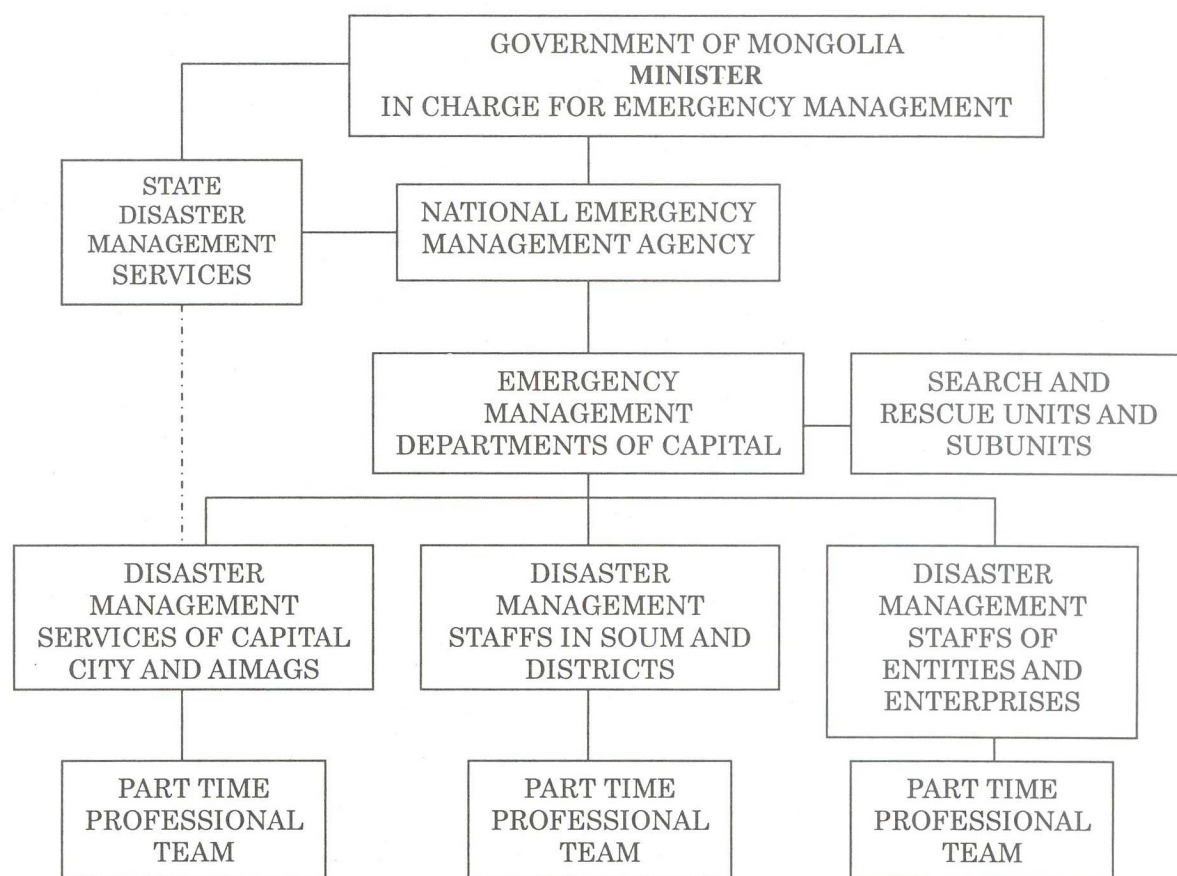 GOVERNMENT OF MONGOLIA
MINISTER
IN CHARGE FOR EMERGENCY MANAGEMENT
STATE
DISASTER
MANAGEMENT
SERVICES
NATIONAL EMERGENCY
MANAGEMENT AGENCY
EMERGENCY
MANAGEMENT
DEPARTMENTS OF CAPITAL
SEARCH AND
RESCUE UNITS AND
SUBUNITS
DISASTER
MANAGEMENT
SERVICES OF CAPITAL
CITY AND AIMAGS
DISASTER
MANAGEMENT
STAFFS IN SOUM AND
DISTRICTS
DISASTER
MANAGEMENT
STAFFS OF
ENTITIES AND
ENTERPRISES
PART TIME
PROFESSIONAL
TEAM
PART TIME
PROFESSIONAL
TEAM
PART TIME
PROFESSIONAL
TEAM